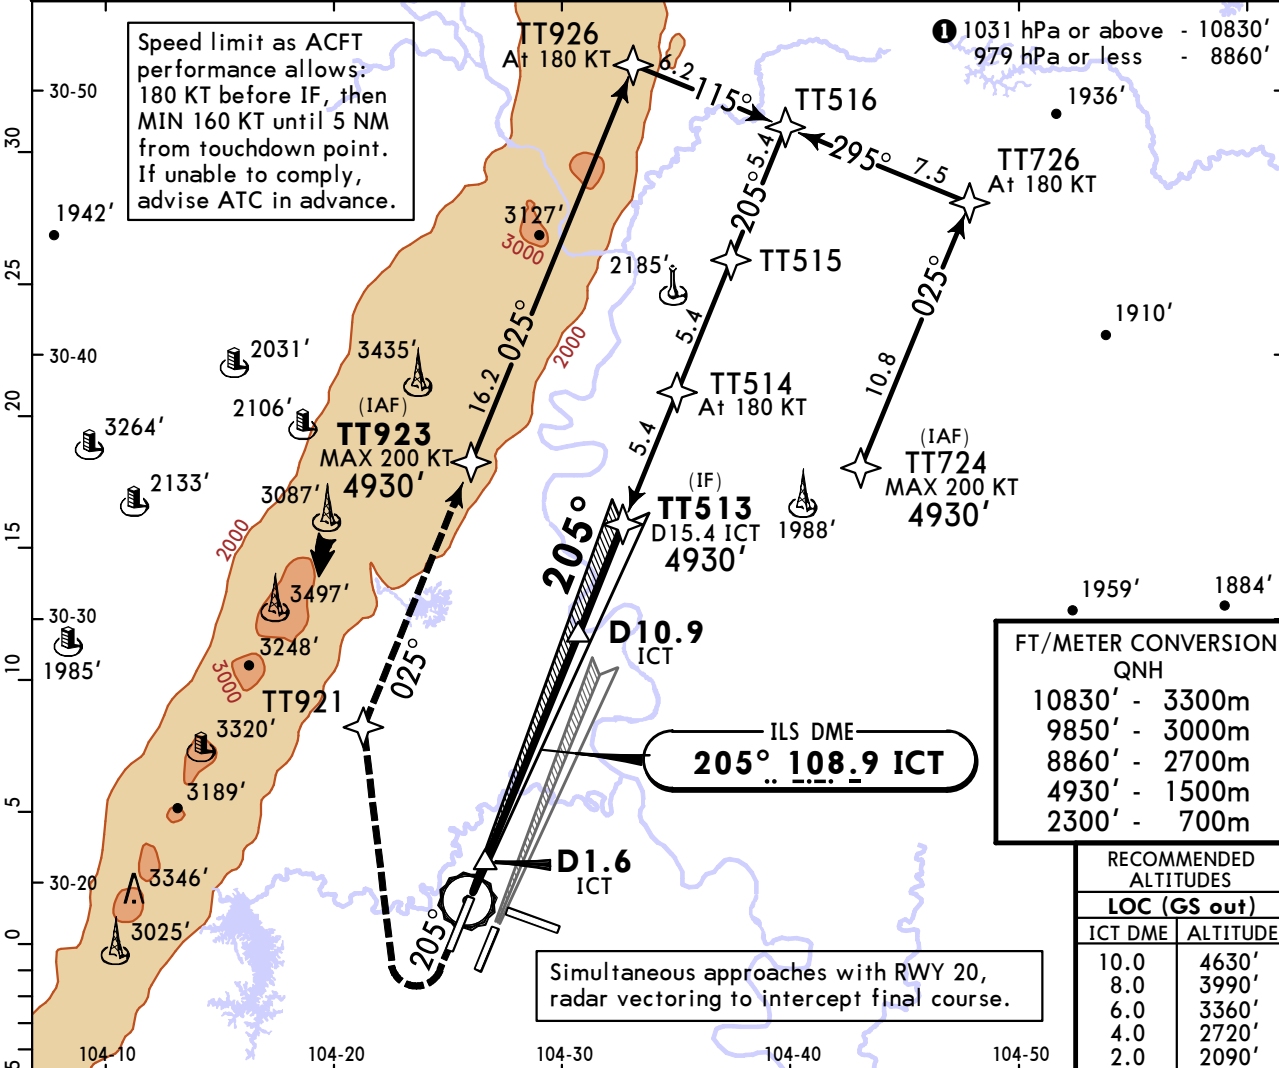 Speed limit as ACFT
performance allows:
180 KT before IF, then
MIN 160 KT until 5 NM
from touchdown point.
If unable to comply,
advise ATC in advance.
TT926
At 180 KT
6.2
115°
TT516
1 1031 hPa or above - 10830'
979 hPa or less - 8860'
30-50
30
1936'
5.4
295°
7.5
TT726
At 180 KT
1942'
3127'
3000
205°
2185'
TT515
25
025°
1910'
2000
025°
5.4
30-40
2031'
3435'
16.2
10.8
TT514
At 180 KT
20
2106'
(IAF)
TT923
MAX 200 KT
4930'
3264'
5.4
(IAF)
TT724
MAX 200 KT
4930'
2133'
3087'
205°
(IF)
TT513
D15.4 ICT
4930'
1988'
15
2000
3497'
1959'
1884'
30-30
D10.9
ICT
3248'
3000
1985'
025°
10
TT921
FT/METER CONVERSION
QNH
10830' - 3300m
9850' - 3000m
8860' - 2700m
4930' - 1500m
2300' - 700m
3320'
ILS DME
205° 108.9 ICT
3189'
5
D1.6
ICT
30-20
3346'
3025'
0
205°
RECOMMENDED
ALTITUDES
LOC (GS out)
ICT DME ALTITUDE
10.0 4630'
8.0 3990'
6.0 3360'
4.0 2720'
2.0 2090'
Simultaneous approaches with RWY 20,
radar vectoring to intercept final course.
5
104-10
104-20
104-30
104-40
104-50